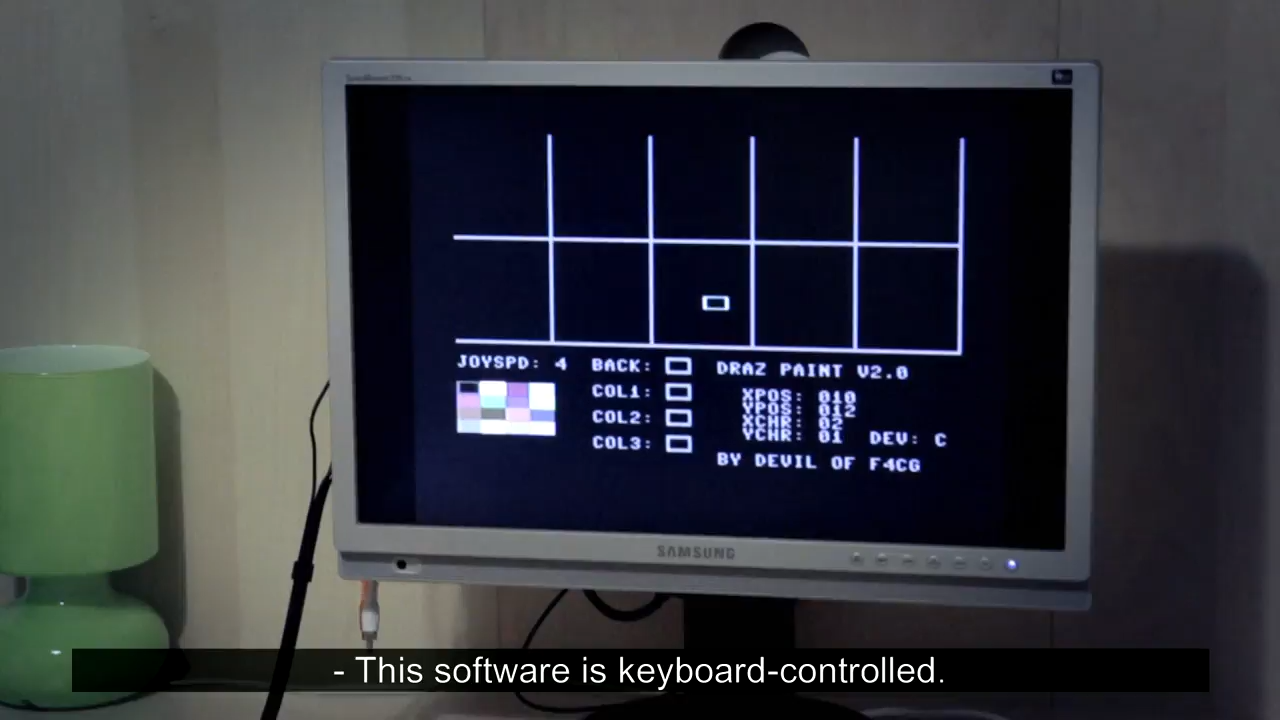 JOYSPD: 4
BACK:
COL1:
COL2:
COL3:
DRAZ PAINT V2.0
XPOS: 010
YPOS: 012
XCHR: 02
YCHR: 01 DEV: C
BY DEVIL OF F4CG
SAMSUNG
- This software is keyboard-controlled.